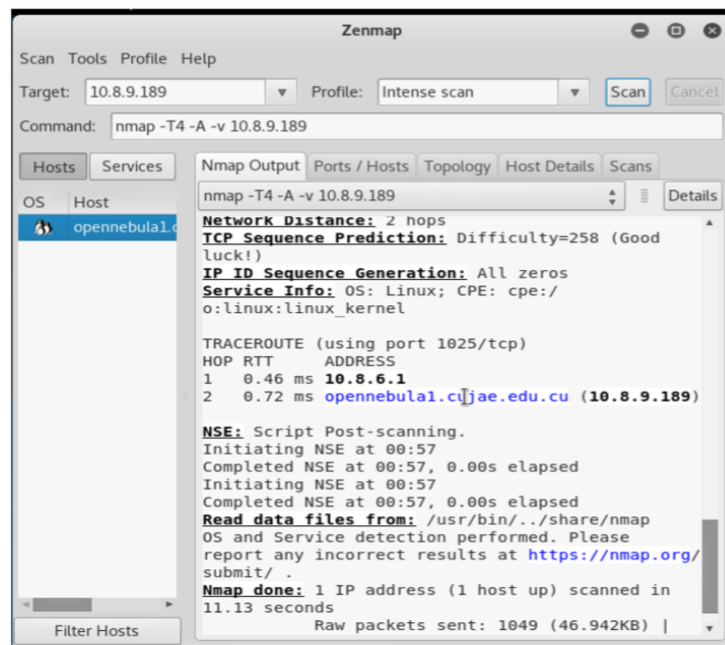 Zenmap
Scan Tools Profile Help
Target: 10.8.9.189 Profile: Intense scan Scan Cancel
Command: nmap -T4 -A -v 10.8.9.189
Hosts Services
OS Host
opennebula1.c
Nmap Output Ports / Hosts Topology Host Details Scans
nmap -T4 -A -v 10.8.9.189 Details
Network Distance: 2 hops
TCP Sequence Prediction: Difficulty=258 (Good
luck!)
IP ID Sequence Generation: All zeros
Service Info: OS: Linux; CPE: cpe:/
o:linux:linux_kernel
TRACEROUTE (using port 1025/tcp)
HOP RTT ADDRESS
1 0.46 ms 10.8.6.1
2 0.72 ms opennebula1.cujae.edu.cu (10.8.9.189)
NSE: Script Post-scanning.
Initiating NSE at 00:57
Completed NSE at 00:57, 0.00s elapsed
Initiating NSE at 00:57
Completed NSE at 00:57, 0.00s elapsed
Read data files from: /usr/bin/../share/nmap
OS and Service detection performed. Please
report any incorrect results at https://nmap.org/
submit/ .
Nmap done: 1 IP address (1 host up) scanned in
11.13 seconds
Raw packets sent: 1049 (46.942KB) |
Filter Hosts